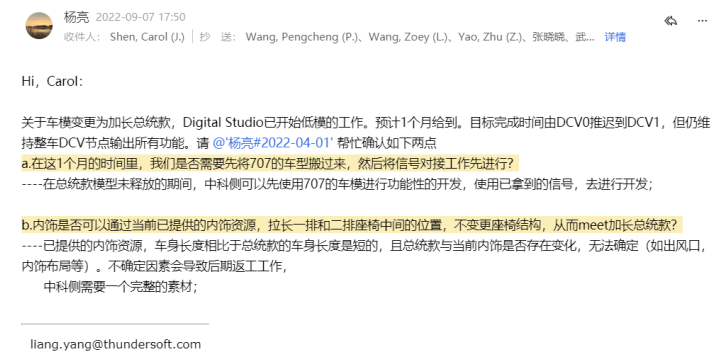 杨亮 2022-09-07 17:50
收件人： Shen, Carol (J.) | 抄 送： Wang, Pengcheng (P.)、Wang, Zoey (L.)、Yao, Zhu (Z.)、张晓晓、武... 详情
Hi，Carol：
关于车模变更为加长总统款，Digital Studio已开始低模的工作。预计1个月给到。目标完成时间由DCV0推迟到DCV1，但仍维
持整车DCV节点输出所有功能。请 @'杨亮#2022-04-01' 帮忙确认如下两点
a.在这1个月的时间里，我们是否需要先将707的车型搬过来，然后将信号对接工作先进行？
----在总统款模型未释放的期间，中科侧可以先使用707的车模进行功能性的开发，使用已拿到的信号，去进行开发；
b.内饰是否可以通过当前已提供的内饰资源，拉长一排和二排座椅中间的位置，不变更座椅结构，从而meet加长总统款？
----已提供的内饰资源，车身长度相比于总统款的车身长度是短的，且总统款与当前内饰是否存在变化，无法确定（如出风口，
内饰布局等）。不确定因素会导致后期返工工作，
中科侧需要一个完整的素材；
liang.yang@thundersoft.com